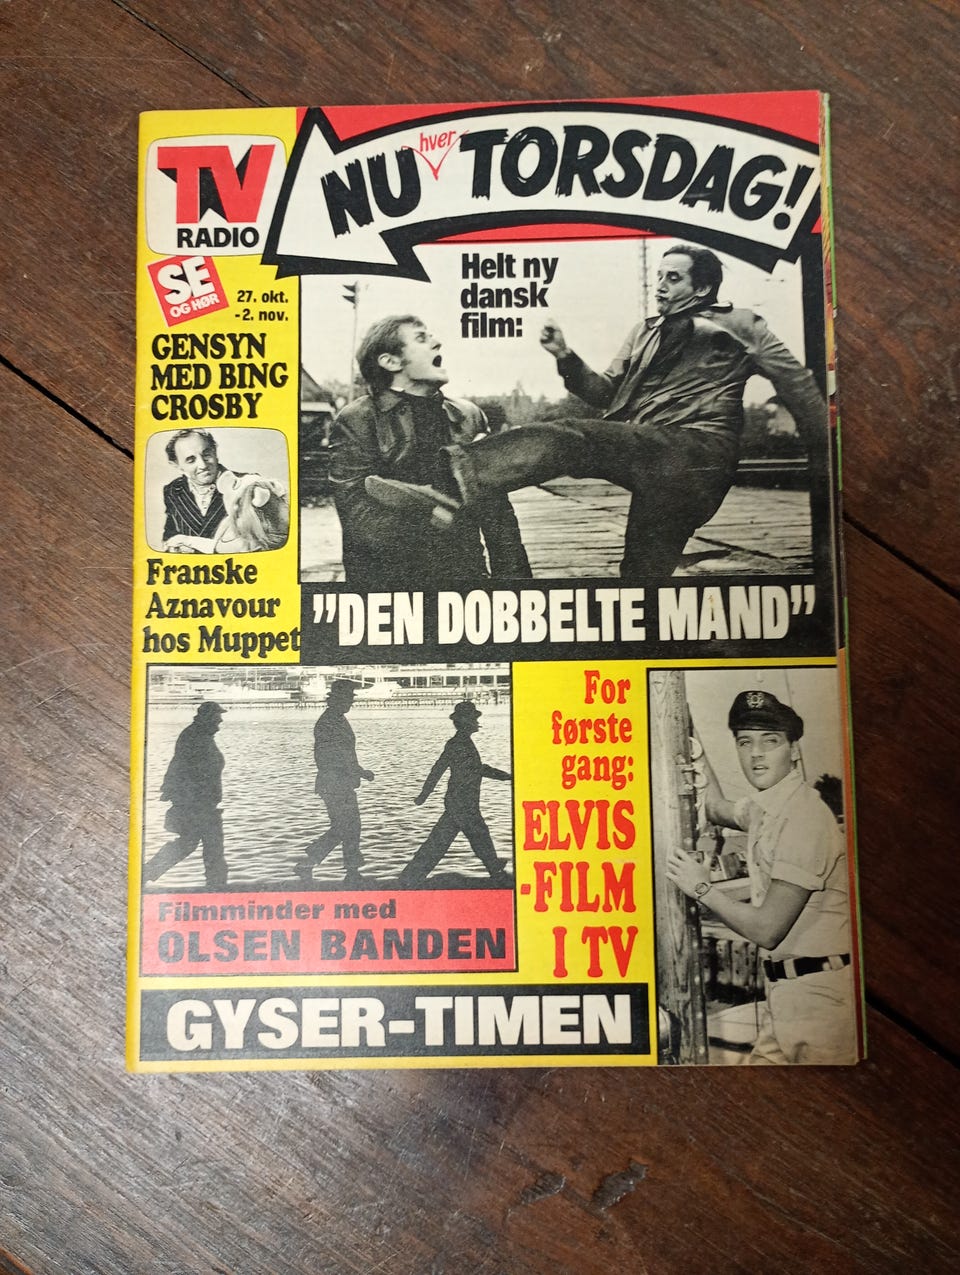 TV
RADIO
NU hver TORSDAG!
SE
OG HØR
27. okt.
-2. nov.
GENSYN
MED BING
CROSBY
Helt ny
dansk
film:
"DEN DOBBELTE MAND"
Franske
Aznavour
hos Muppet
For
første
gang:
ELVIS
-FILM
I TV
Filmminder med
OLSEN BANDEN
GYSER-TIMEN